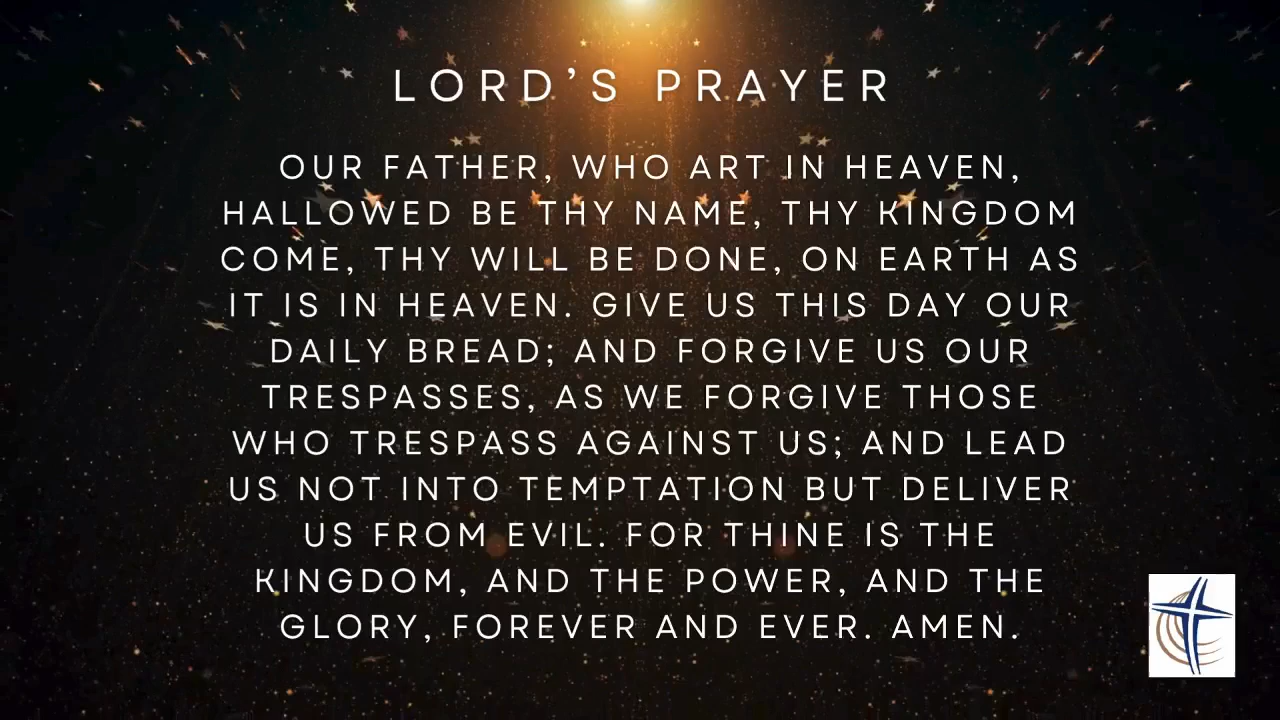 LORD’S PRAYER
OUR FATHER, WHO ART IN HEAVEN,
HALLOWED BE THY NAME, THY KINGDOM
COME, THY WILL BE DONE, ON EARTH AS
IT IS IN HEAVEN. GIVE US THIS DAY OUR
DAILY BREAD; AND FORGIVE US OUR
TRESPASSES, AS WE FORGIVE THOSE
WHO TRESPASS AGAINST US; AND LEAD
US NOT INTO TEMPTATION BUT DELIVER
US FROM EVIL. FOR THINE IS THE
KINGDOM, AND THE POWER, AND THE
GLORY, FOREVER AND EVER. AMEN.